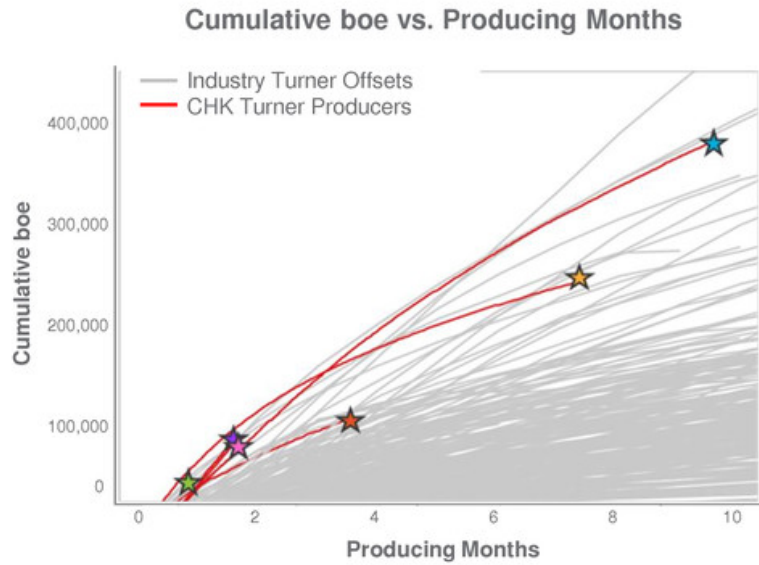 Cumulative boe vs. Producing Months
Industry Turner Offsets
CHK Turner Producers
400,000
300,000
200,000
100,000
0
Cumulative boe
0 2 4 6 8 10
Producing Months